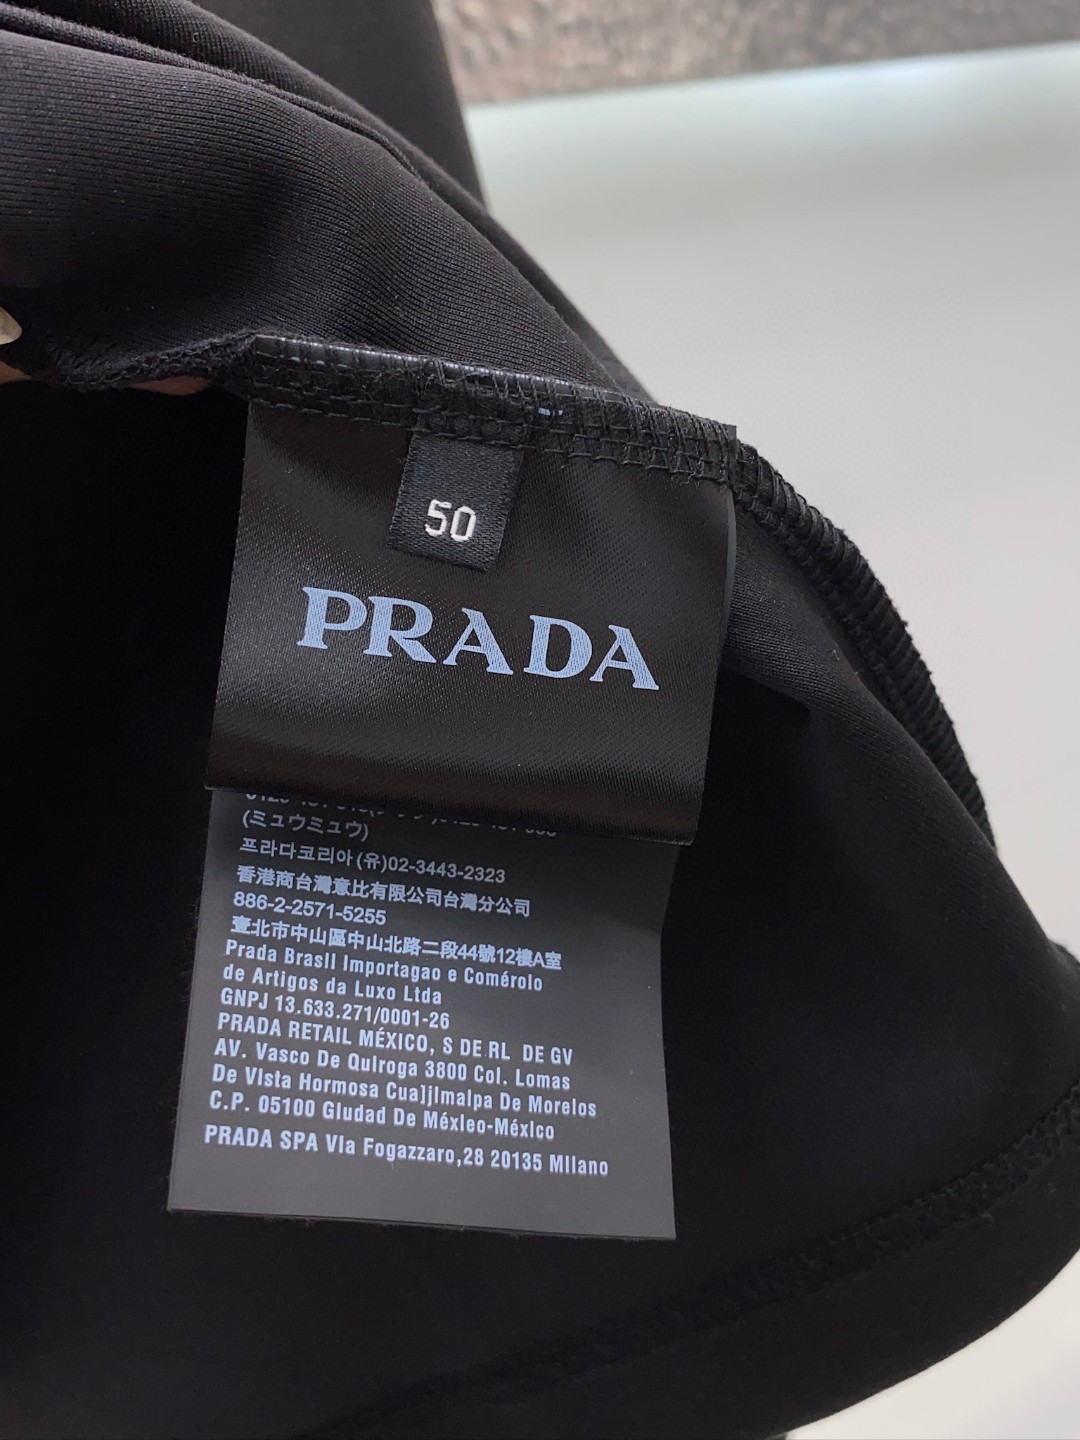 50
PRADA
(ミュウミュウ)
프라다코리아(유)02-3443-2323
香港商台灣意比有限公司台灣分公司
886-2-2571-5255
臺北市中山區中山北路二段44號12樓A室
Prada Brasll Importagao e Comérolo
de Artigos da Luxo Ltda
GNPJ 13.633.271/0001-26
PRADA RETAIL MÉXICO, S DE RL DE GV
AV. Vasco De Qulroga 3800 Col. Lomas
De Vlsta Hormosa Cua]jlmalpa De Morelos
C.P. 05100 Gludad De Méxleo-México
PRADA SPA Vla Fogazzaro,28 20135 Mllano